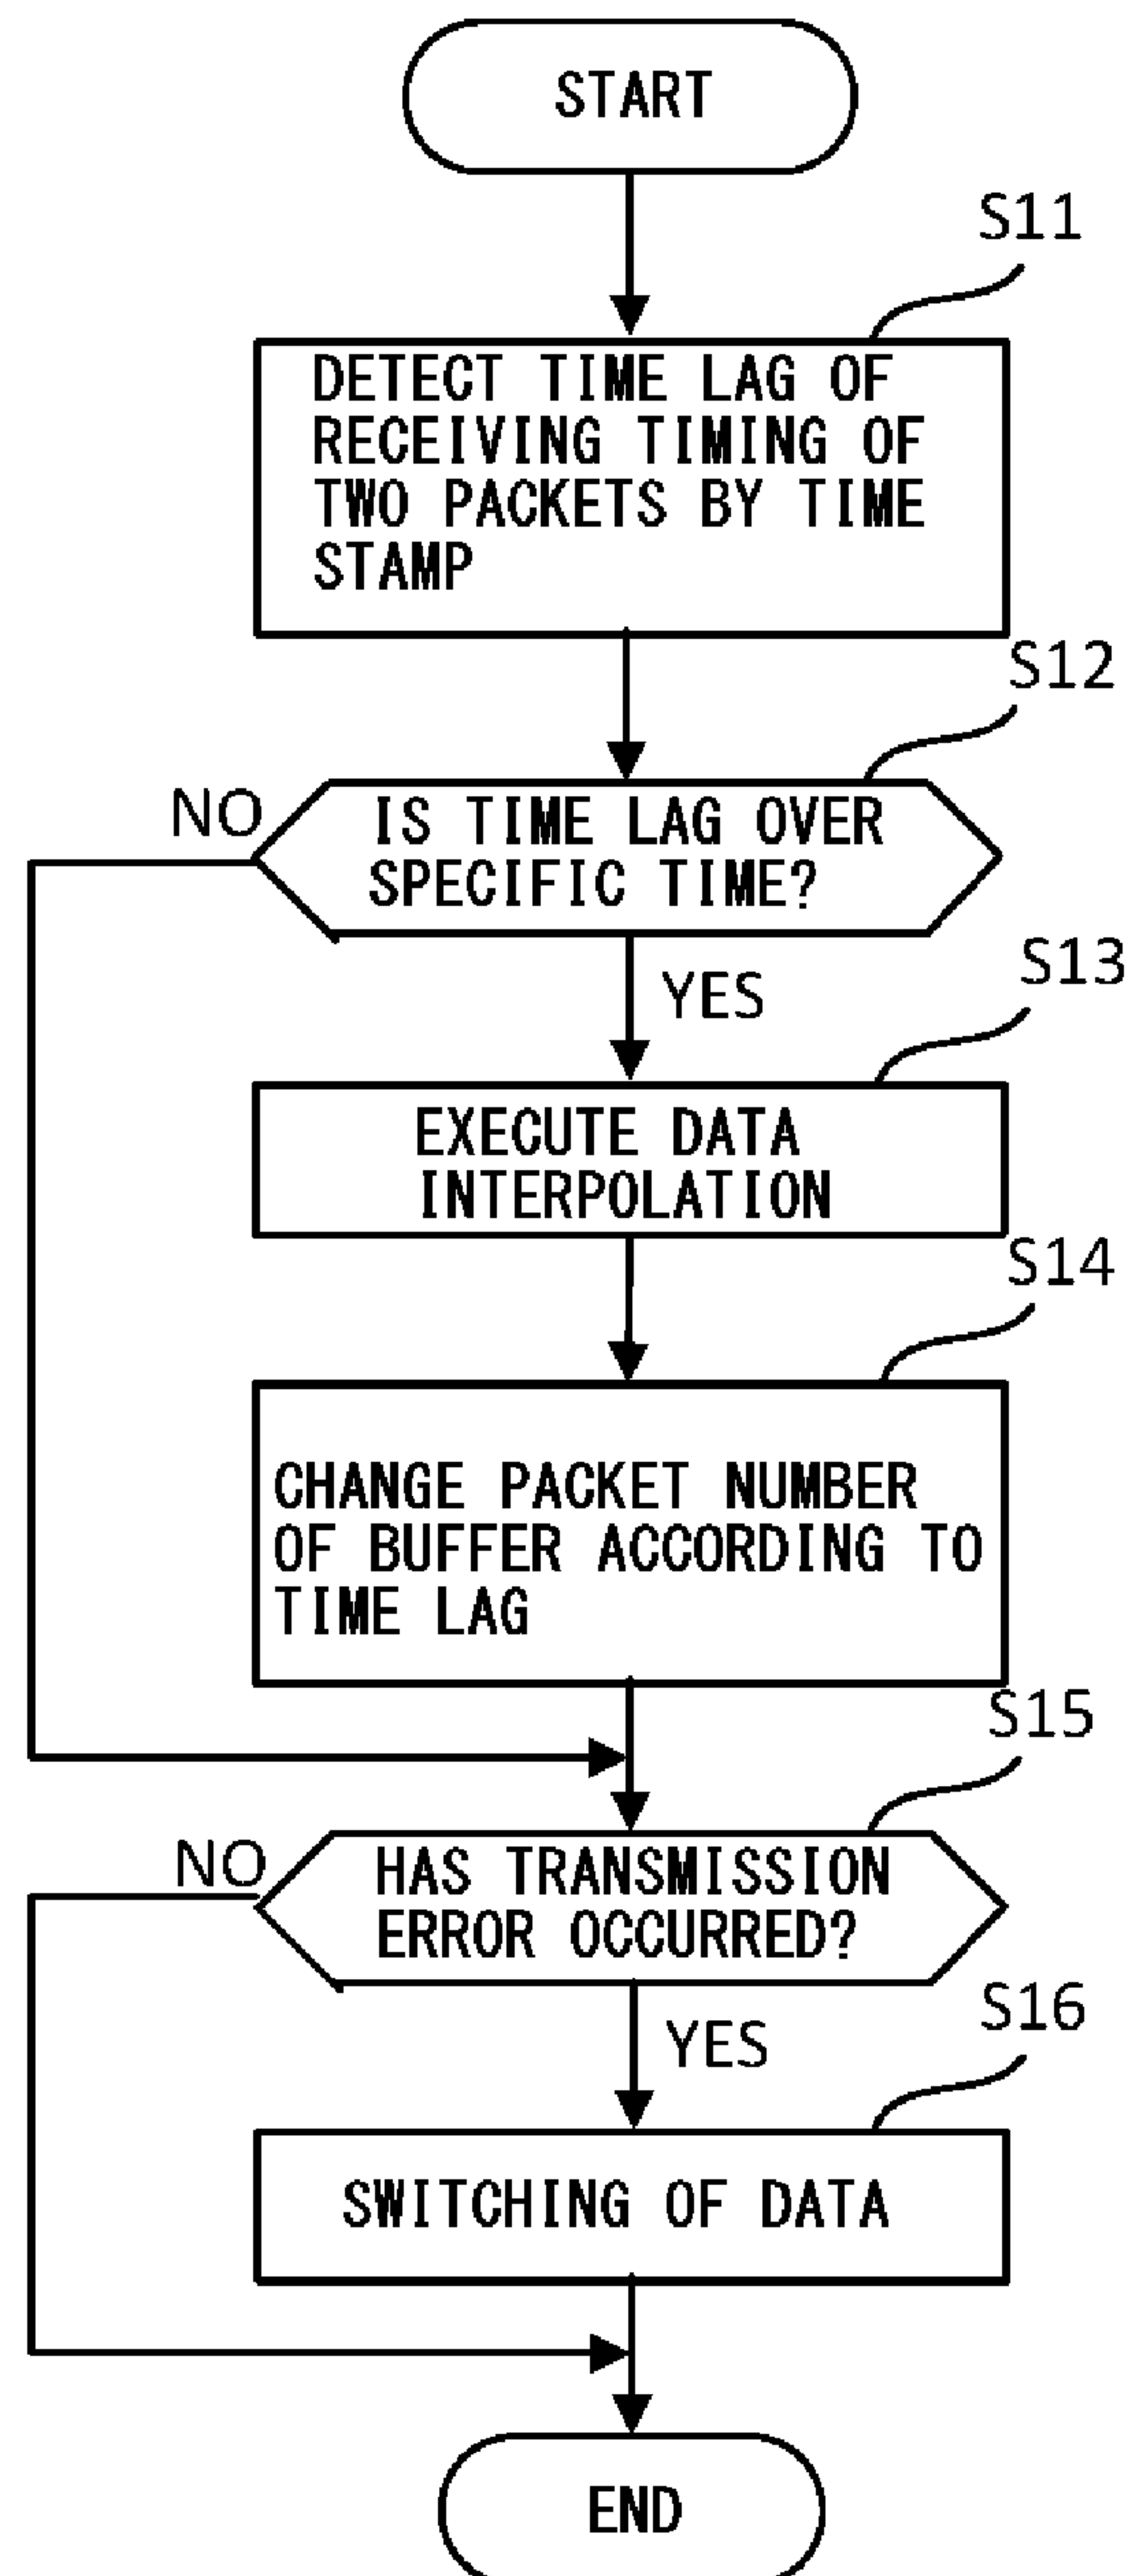 START
S11
DETECT TIME LAG OF
RECEIVING TIMING OF
TWO PACKETS BY TIME
STAMP
S12
NO
IS TIME LAG OVER
SPECIFIC TIME?
YES
S13
EXECUTE DATA
INTERPOLATION
S14
CHANGE PACKET NUMBER
OF BUFFER ACCORDING TO
TIME LAG
S15
NO
HAS TRANSMISSION
ERROR OCCURRED?
YES
S16
SWITCHING OF DATA
END